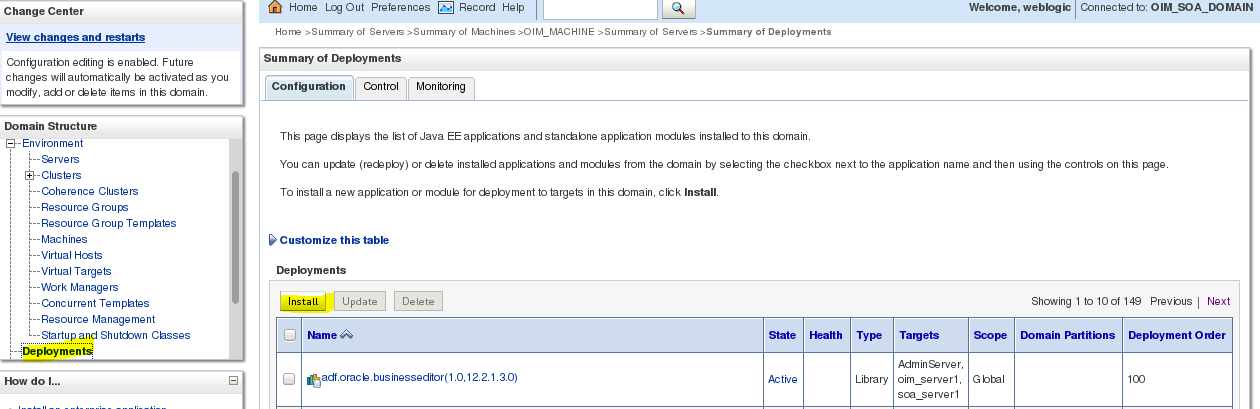 Change Center
View changes and restarts
Configuration editing is enabled. Future
changes will automatically be activated as you
modify, add or delete items in this domain.
Domain Structure
Environment
Servers
Clusters
Coherence Clusters
Resource Groups
Resource Group Templates
Machines
Virtual Hosts
Virtual Targets
Work Managers
Concurrent Templates
Resource Management
Startup and Shutdown Classes
Deployments
How do I...
Install an enterprise application
Home Log Out Preferences Record Help
Welcome, weblogic Connected to: OIM_SOA_DOMAIN
Home >Summary of Servers >Summary of Machines >OIM_MACHINE >Summary of Servers >Summary of Deployments
Summary of Deployments
Configuration Control Monitoring
This page displays the list of Java EE applications and standalone application modules installed to this domain.
You can update (redeploy) or delete installed applications and modules from the domain by selecting the checkbox next to the application name and then using the controls on this page.
To install a new application or module for deployment to targets in this domain, click Install.
Customize this table
Deployments
Install Update Delete
Showing 1 to 10 of 149 Previous | Next
Name State Health Type Targets Scope Domain Partitions Deployment Order
adf.oracle.businesseditor(1.0,12.2.1.3.0) Active Library AdminServer, oim_server1, soa_server1 Global 100